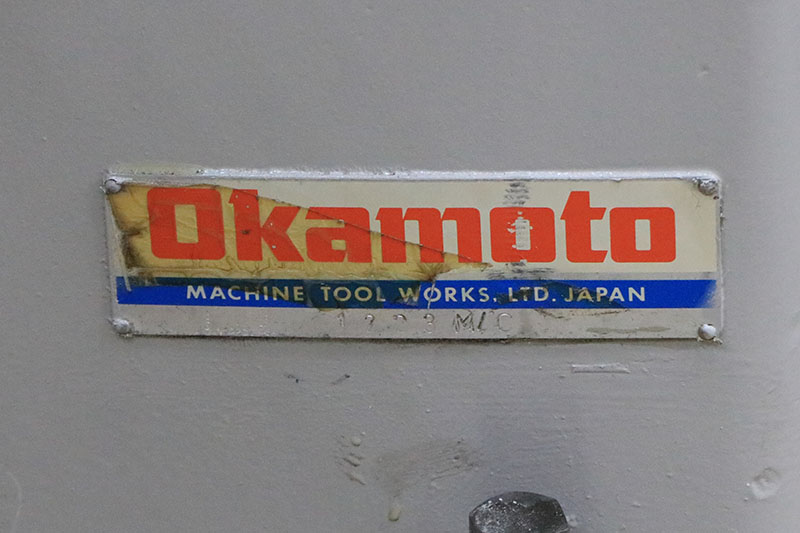 Okamoto
MACHINE TOOL WORKS, LTD. JAPAN